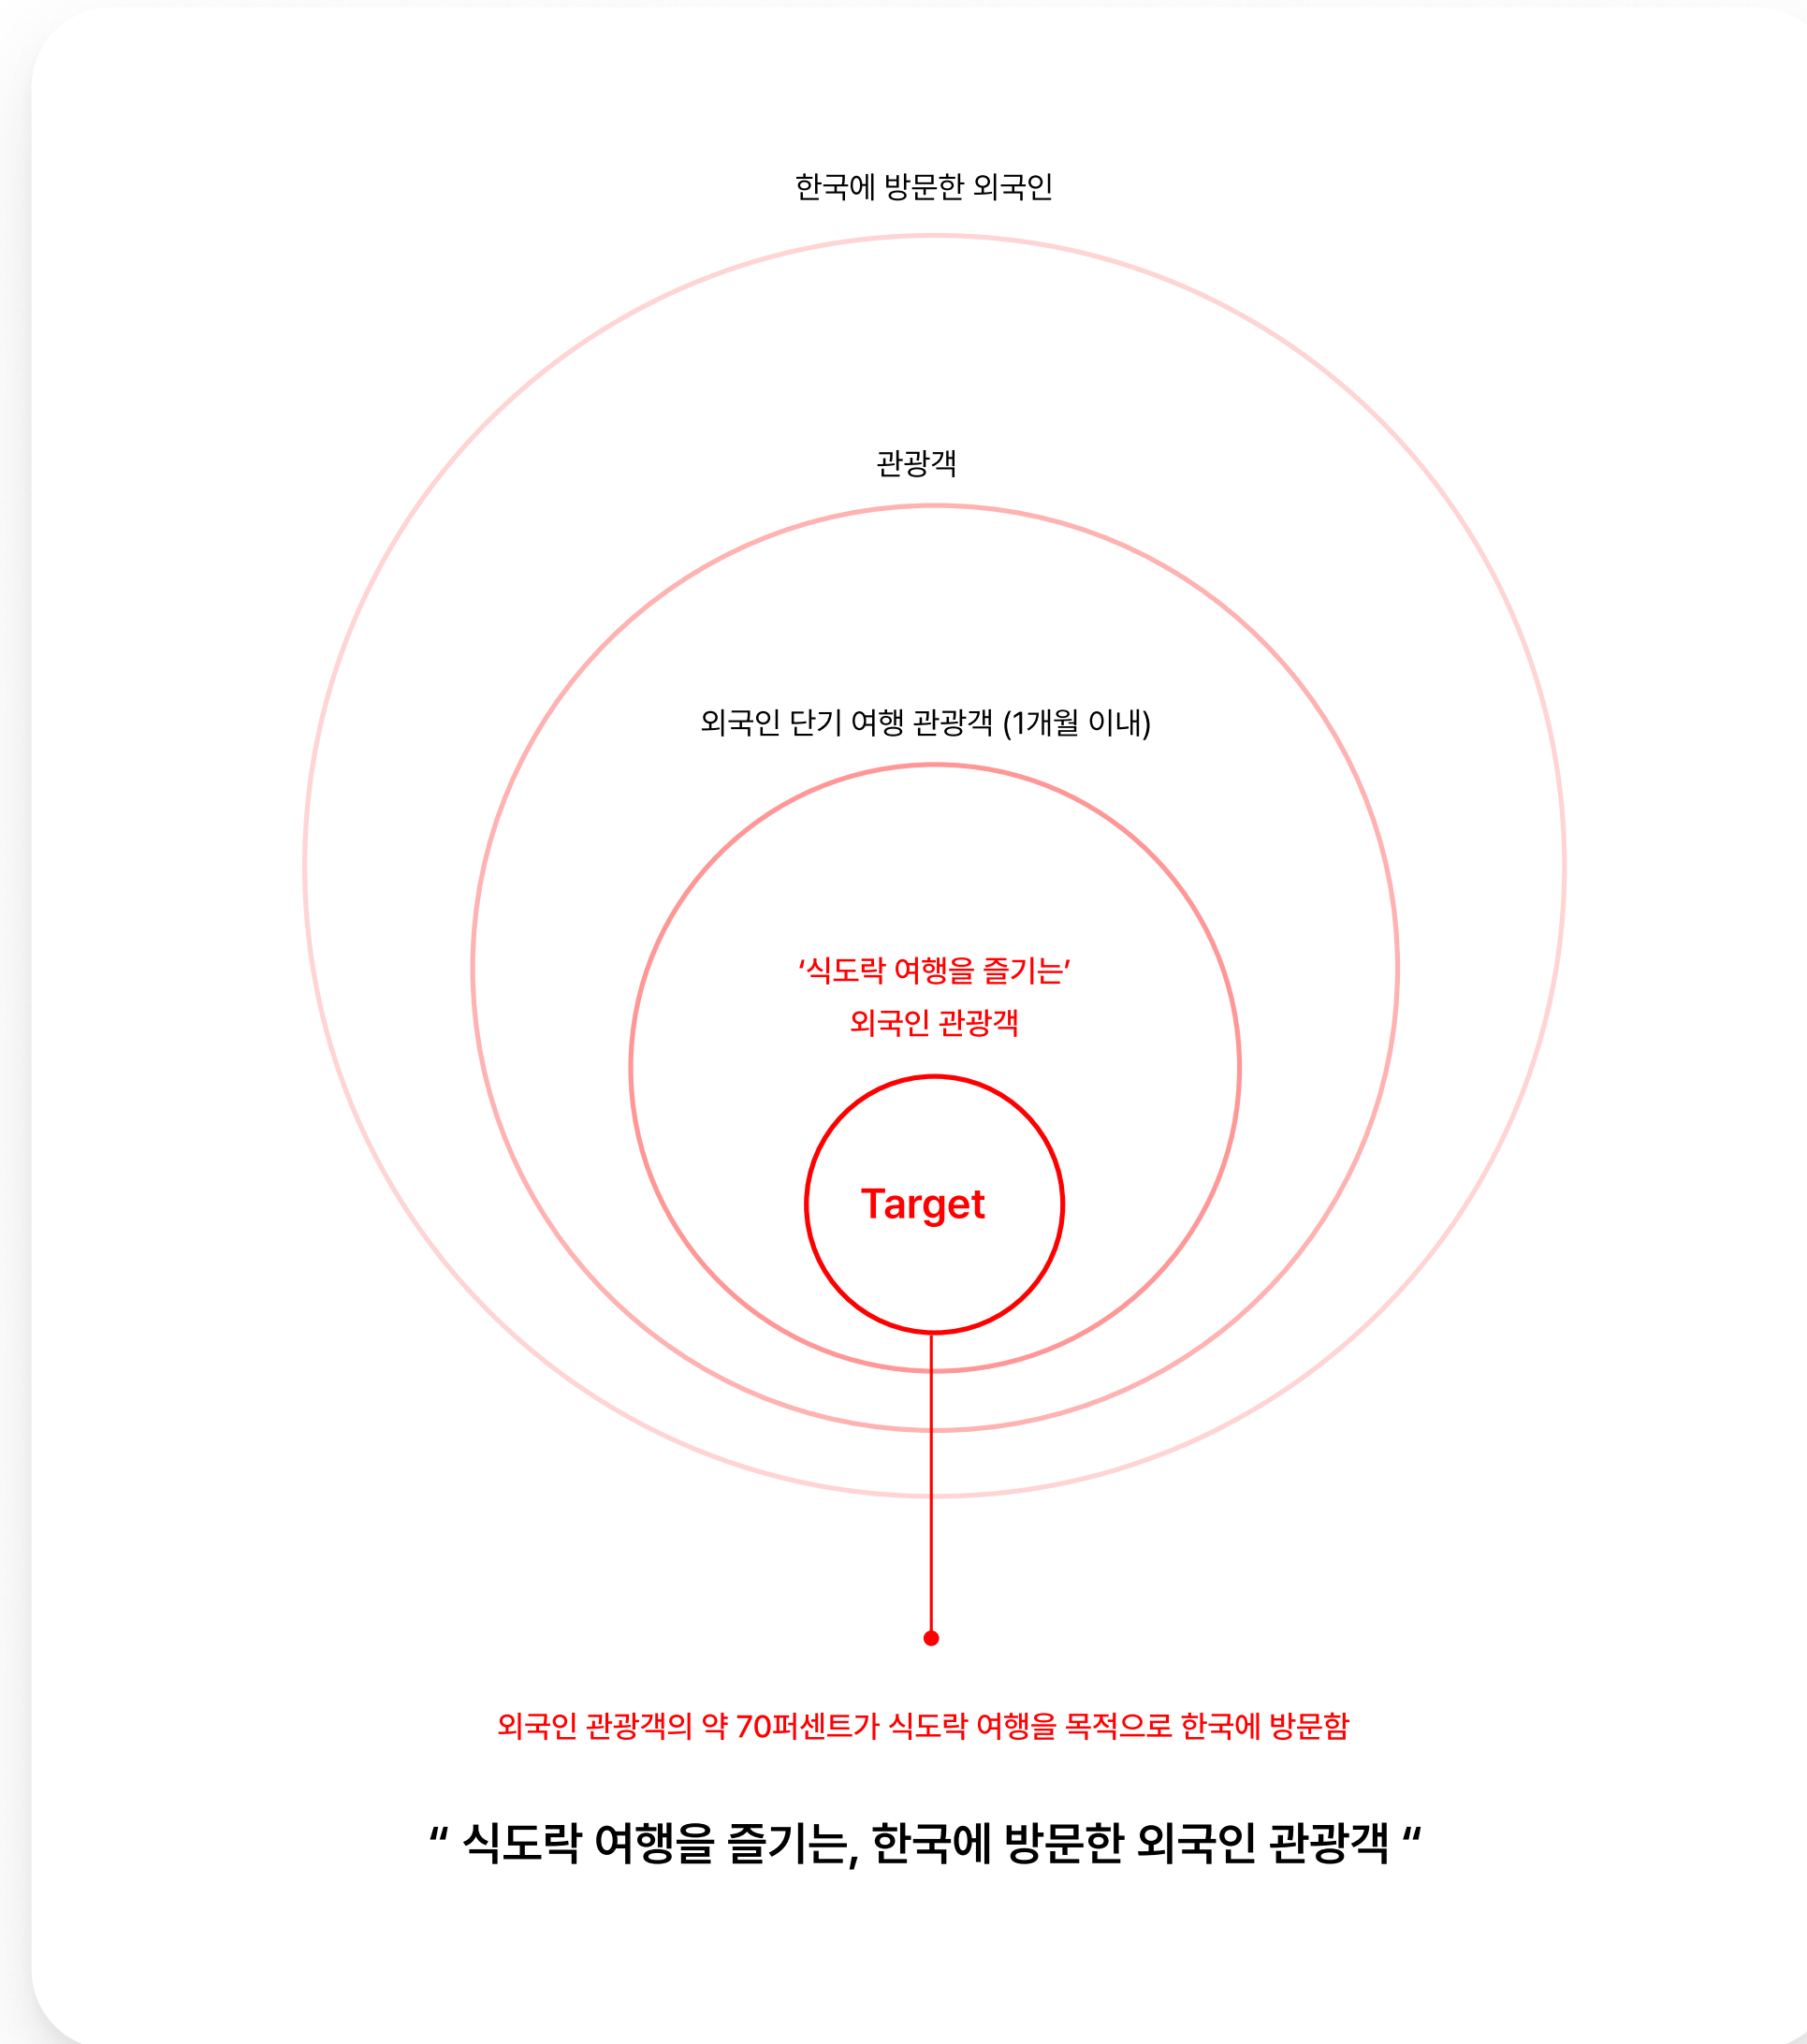 한국에 방문한 외국인
관광객
외국인 단기 여행 관광객 (1개월 이내)
‘식도락 여행을 즐기는’
외국인 관광객
Target
외국인 관광객의 약 70퍼센트가 식도락 여행을 목적으로 한국에 방문함
“ 식도락 여행을 즐기는, 한국에 방문한 외국인 관광객 “